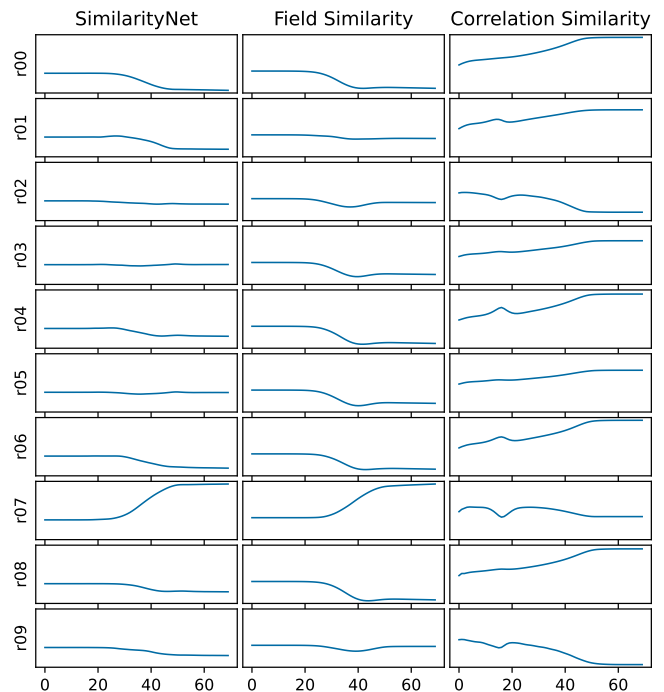 SimilarityNet Field Similarity Correlation Similarity
r00
r01
r02
r03
r04
r05
r06
r07
r08
r09
0 20 40 60 0 20 40 60 0 20 40 60